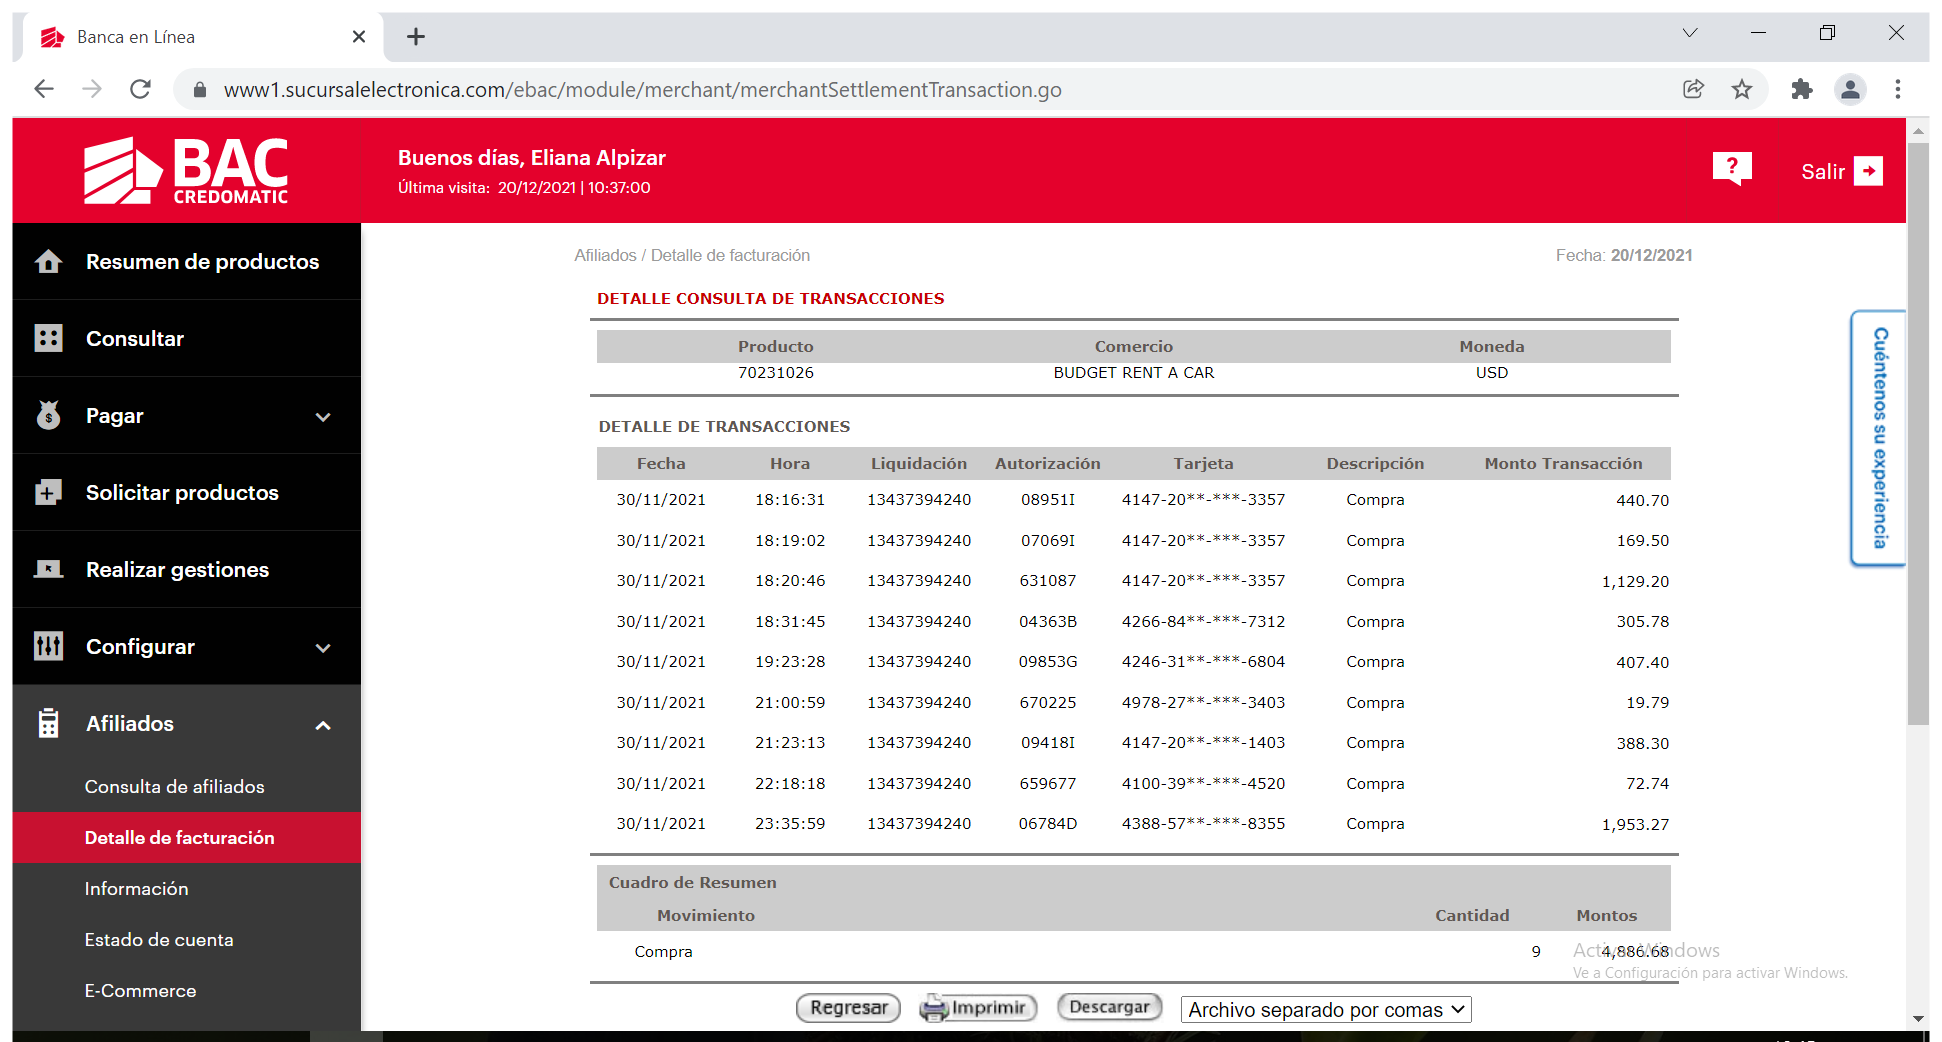 Banca en Línea
www1.sucursalelectronica.com/ebac/module/merchant/merchantSettlementTransaction.go
BAC
CREDOMATIC
Buenos días, Eliana Alpizar
Última visita: 20/12/2021 | 10:37:00
?
Salir
Resumen de productos
Consultar
Pagar
Solicitar productos
Realizar gestiones
Configurar
Afiliados
Consulta de afiliados
Detalle de facturación
Información
Estado de cuenta
E-Commerce
Afiliados / Detalle de facturación
Fecha: 20/12/2021
DETALLE CONSULTA DE TRANSACCIONES
Producto Comercio Moneda
70231026 BUDGET RENT A CAR USD
DETALLE DE TRANSACCIONES
Fecha Hora Liquidación Autorización Tarjeta Descripción Monto Transacción
30/11/2021 18:16:31 13437394240 08951I 4147-20**-***-3357 Compra 440.70
30/11/2021 18:19:02 13437394240 07069I 4147-20**-***-3357 Compra 169.50
30/11/2021 18:20:46 13437394240 631087 4147-20**-***-3357 Compra 1,129.20
30/11/2021 18:31:45 13437394240 04363B 4266-84**-***-7312 Compra 305.78
30/11/2021 19:23:28 13437394240 09853G 4246-31**-***-6804 Compra 407.40
30/11/2021 21:00:59 13437394240 670225 4978-27**-***-3403 Compra 19.79
30/11/2021 21:23:13 13437394240 09418I 4147-20**-***-1403 Compra 388.30
30/11/2021 22:18:18 13437394240 659677 4100-39**-***-4520 Compra 72.74
30/11/2021 23:35:59 13437394240 06784D 4388-57**-***-8355 Compra 1,953.27
Cuadro de Resumen
Movimiento Cantidad Montos
Compra 9 4,886.68
Activar Windows
Ve a Configuración para activar Windows.
Regresar Imprimir Descargar Archivo separado por comas
Cuéntenos su experiencia